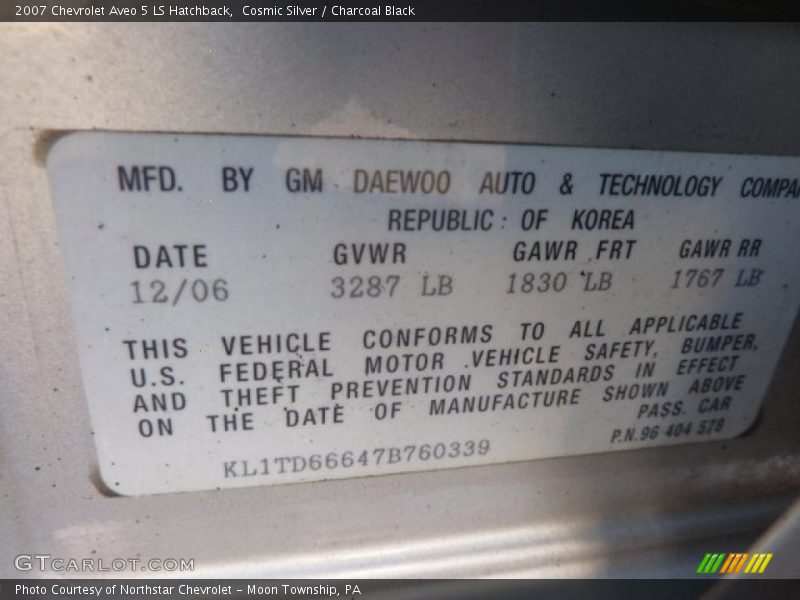 2007 Chevrolet Aveo 5 LS Hatchback,  Cosmic Silver / Charcoal Black
MFD. BY GM DAEWOO AUTO & TECHNOLOGY COMPA
REPUBLIC OF KOREA
DATE GVWR GAWR FRT GAWR RR
12/06 3287 LB 1830 LB 1767 LB
THIS VEHICLE CONFORMS TO ALL APPLICABLE
U.S. FEDERAL MOTOR VEHICLE SAFETY, BUMPER,
AND THEFT PREVENTION STANDARDS IN EFFECT
ON THE DATE OF MANUFACTURE SHOWN ABOVE
PASS. CAR
P.N.96 404 578
KL1TD66647B760339
GTCARLOT.COM
Photo Courtesy of Northstar Chevrolet – Moon Township, PA